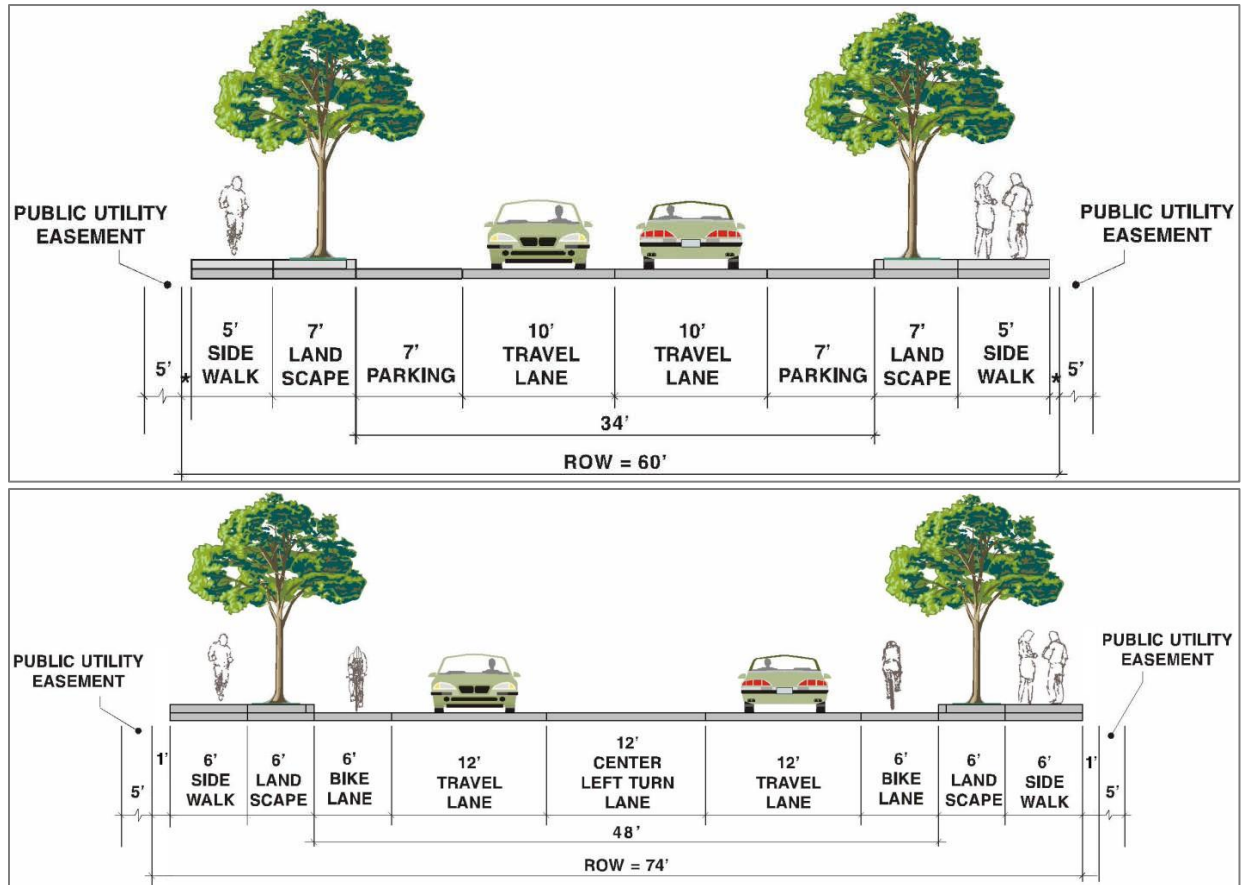 PUBLIC UTILITY
EASEMENT
PUBLIC UTILITY
EASEMENT
5'
*
5'
SIDE
WALK
7'
LAND
SCAPE
7'
PARKING
10'
TRAVEL
LANE
10'
TRAVEL
LANE
7'
PARKING
7'
LAND
SCAPE
5'
SIDE
WALK
*
5'
34'
ROW = 60'
PUBLIC UTILITY
EASEMENT
PUBLIC UTILITY
EASEMENT
5'
1'
6'
SIDE
WALK
6'
LAND
SCAPE
6'
BIKE
LANE
12'
TRAVEL
LANE
12'
CENTER
LEFT TURN
LANE
12'
TRAVEL
LANE
6'
BIKE
LANE
6'
LAND
SCAPE
6'
SIDE
WALK
1'
5'
48'
ROW = 74'